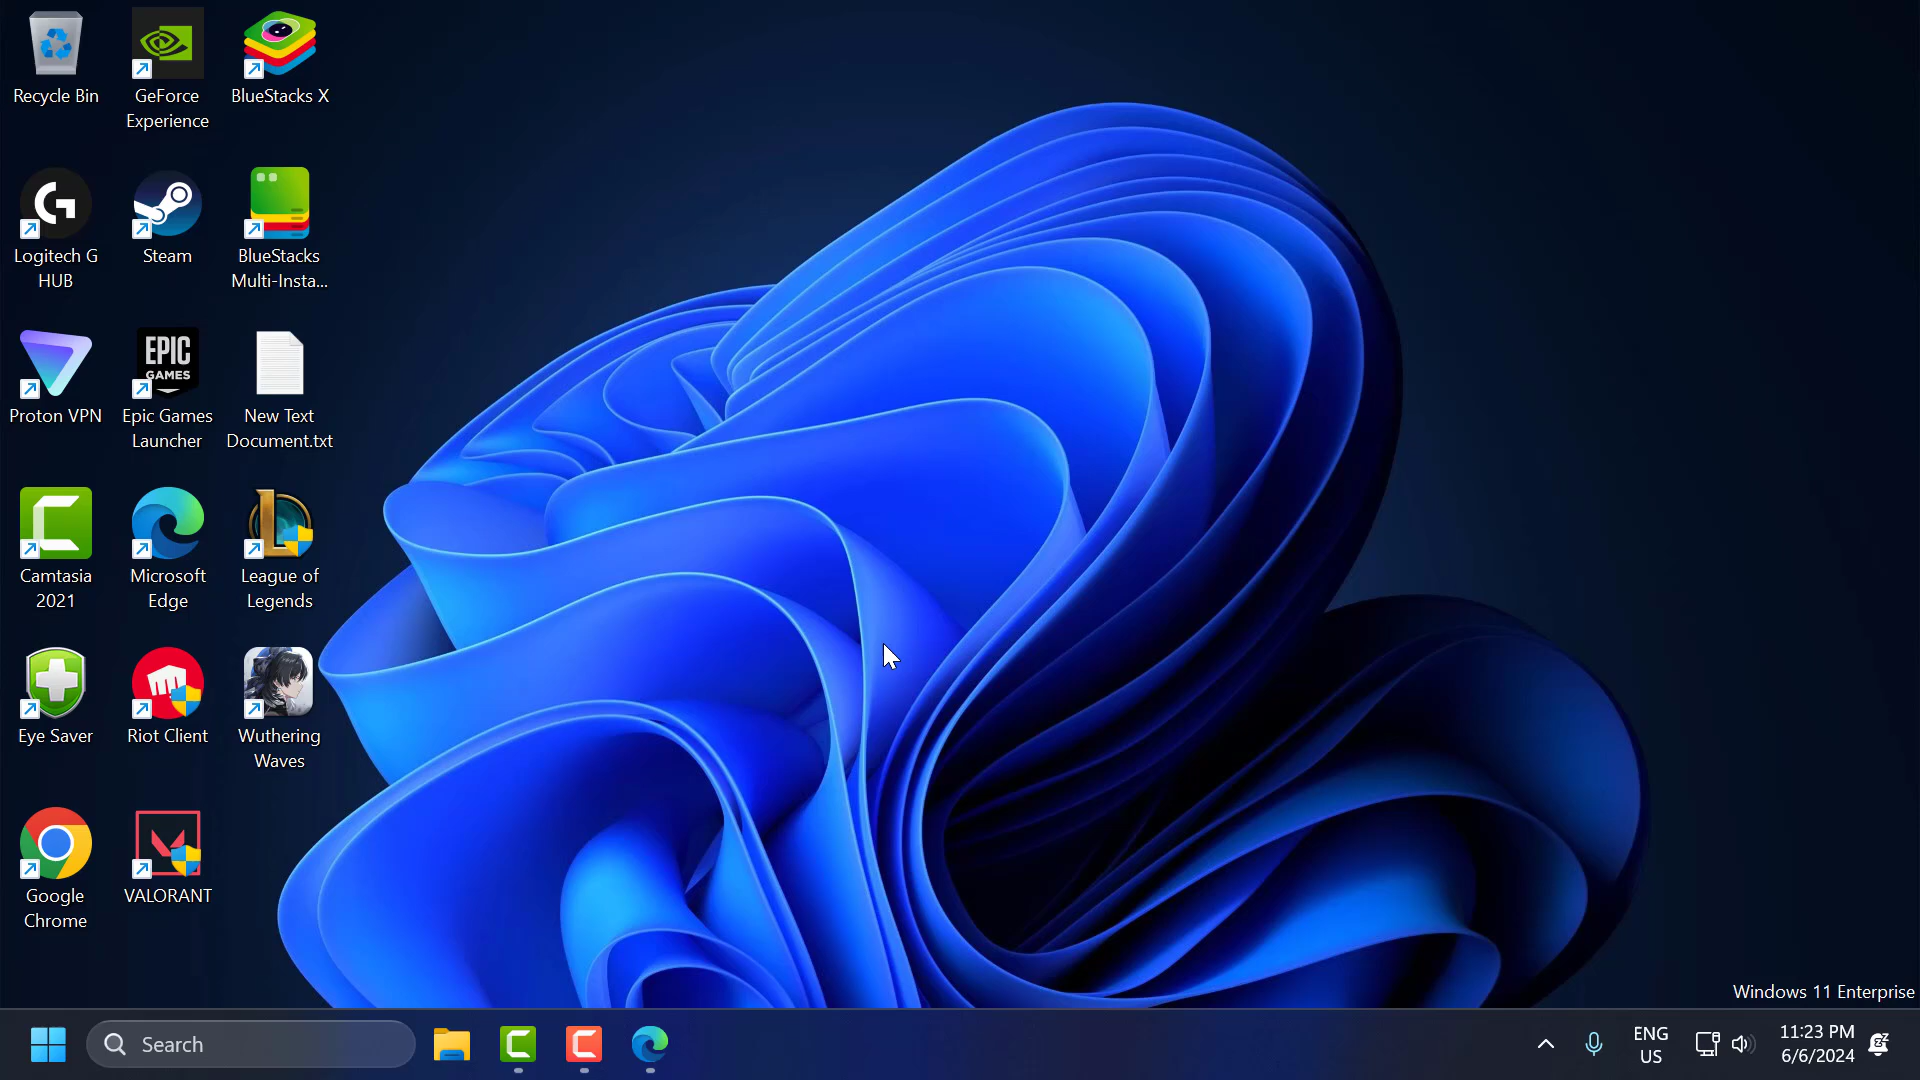 Recycle Bin
GeForce
Experience
BlueStacks X
Logitech G
HUB
Steam
BlueStacks
Multi-Insta...
Proton VPN
EPIC
GAMES
Epic Games
Launcher
New Text
Document.txt
Camtasia
2021
Microsoft
Edge
League of
Legends
Eye Saver
Riot Client
Wuthering
Waves
Google
Chrome
VALORANT
Windows 11 Enterprise
Search
ENG
US
11:23 PM
6/6/2024